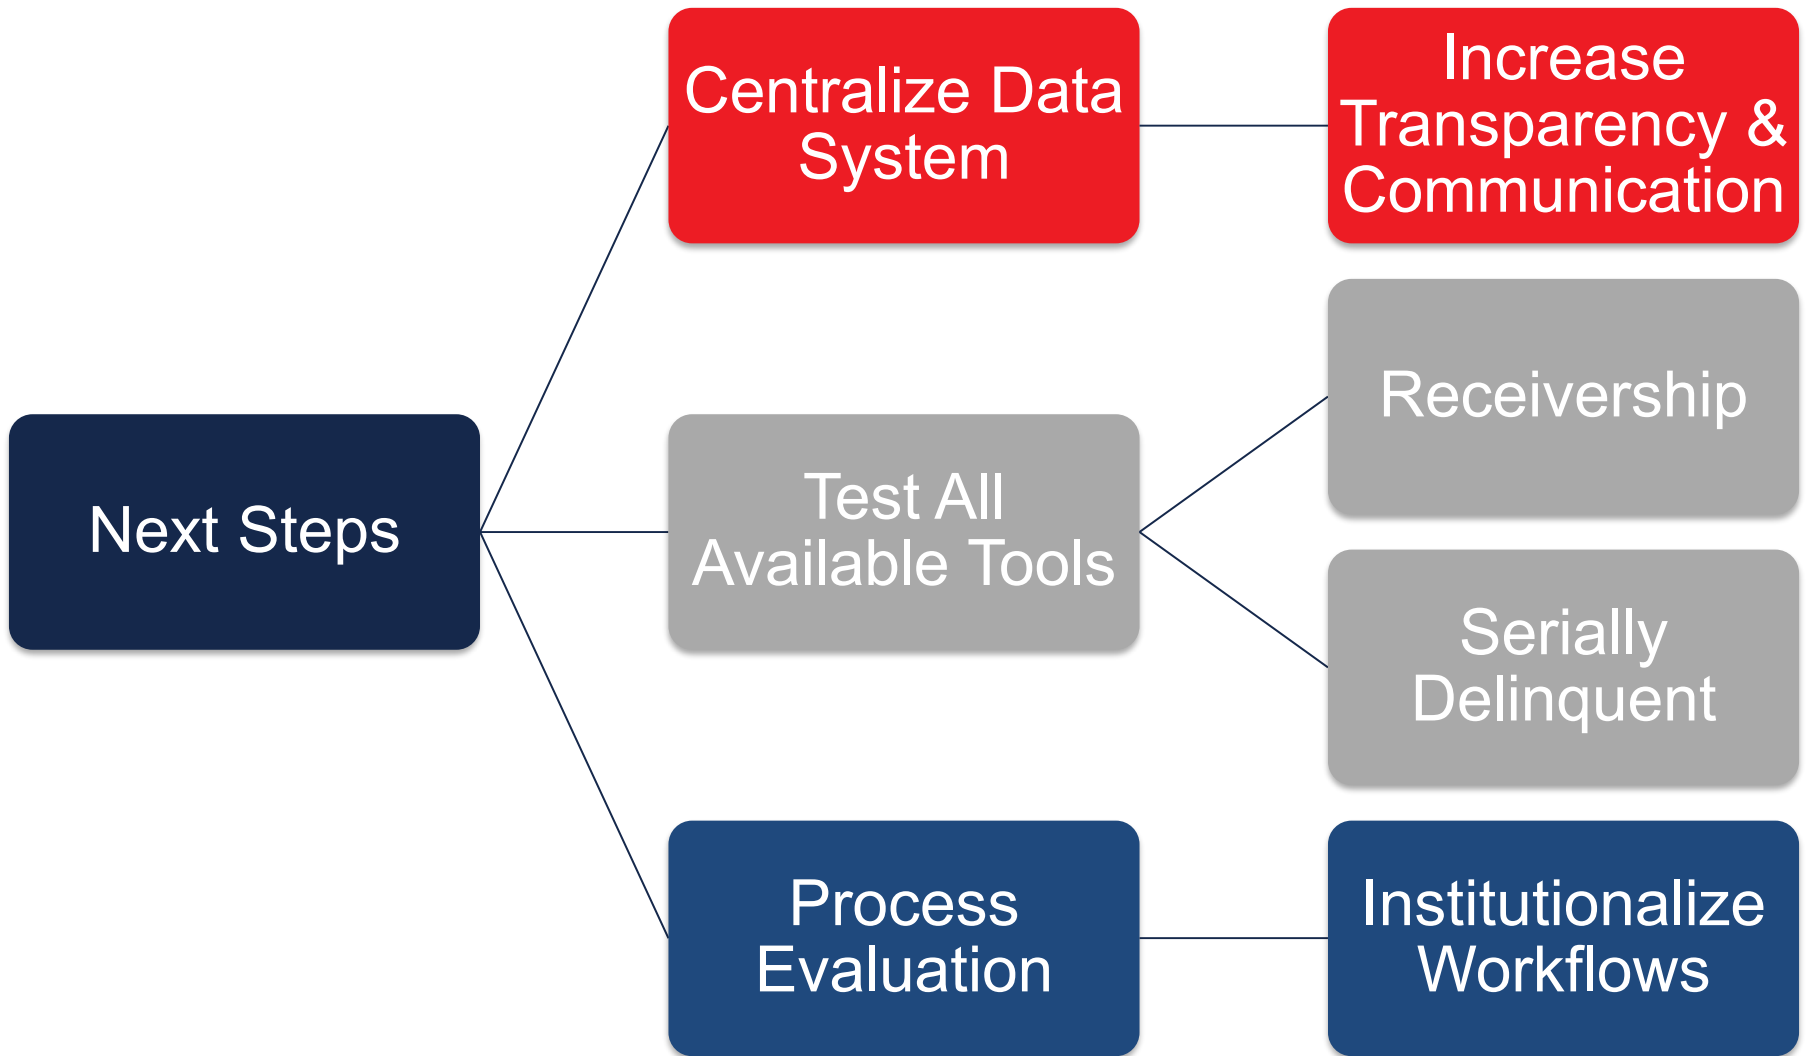 Next Steps
Centralize Data
System
Increase
Transparency &
Communication
Test All
Available Tools
Receivership
Serially
Delinquent
Process
Evaluation
Institutionalize
Workflows